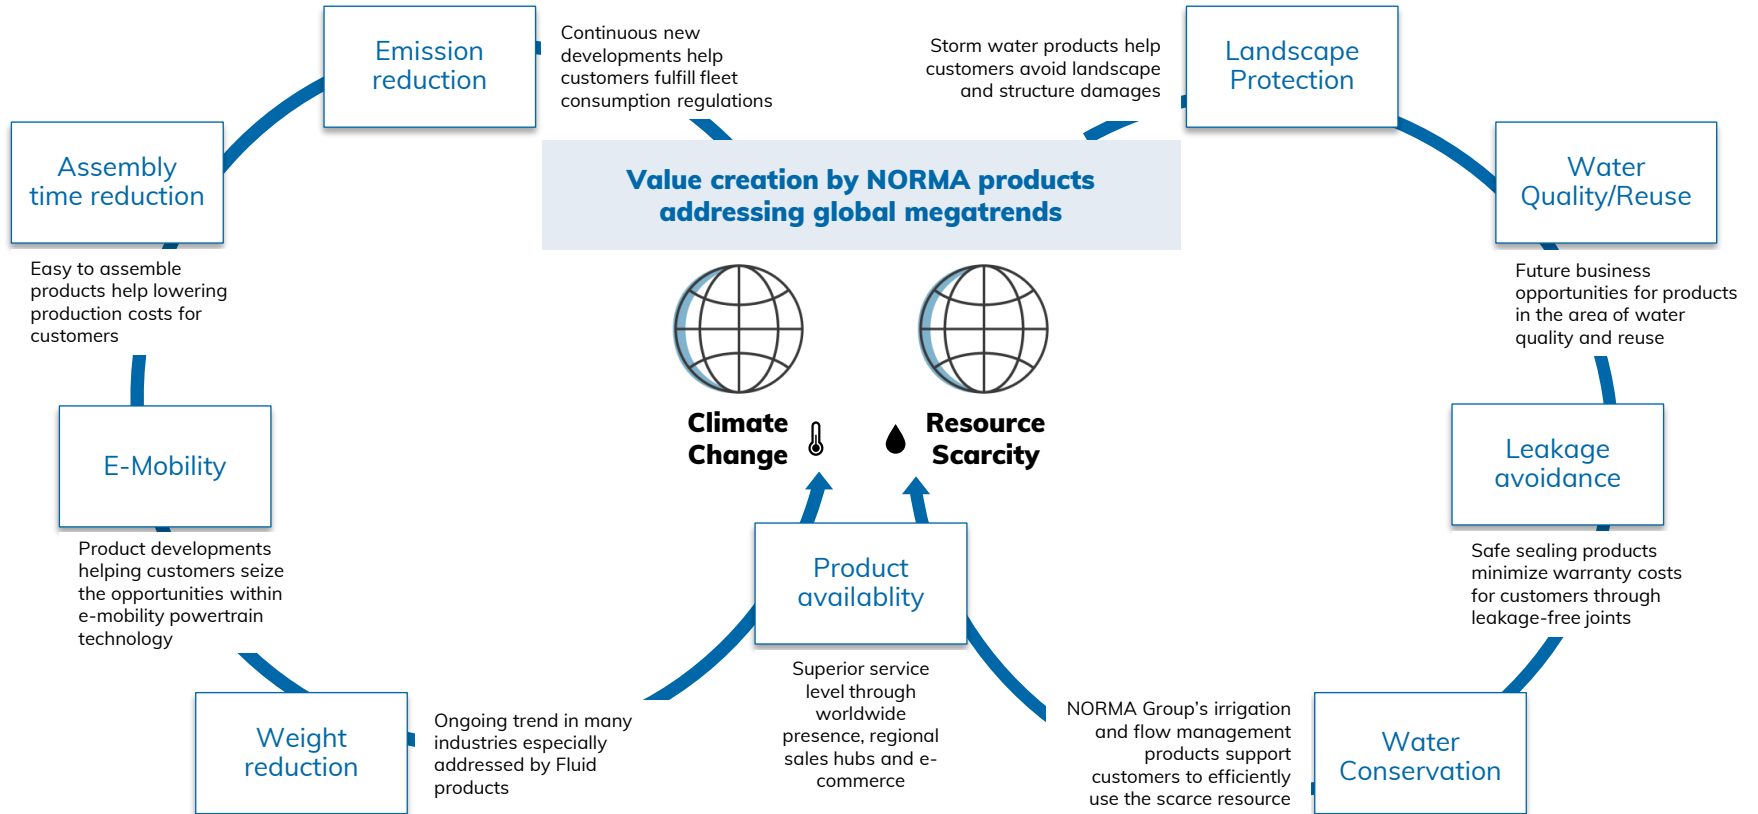 Emission
reduction
Continuous new
developments help
customers fulfill fleet
consumption regulations
Storm water products help
customers avoid landscape
and structure damages
Landscape
Protection
Assembly
time reduction
Value creation by NORMA products
addressing global megatrends
Water
Quality/Reuse
Easy to assemble
products help lowering
production costs for
customers
Future business
opportunities for products
in the area of water
quality and reuse
Climate
Change
Resource
Scarcity
E-Mobility
Leakage
avoidance
Product developments
helping customers seize
the opportunities within
e-mobility powertrain
technology
Product
availablity
Safe sealing products
minimize warranty costs
for customers through
leakage-free joints
Weight
reduction
Ongoing trend in many
industries especially
addressed by Fluid
products
Superior service
level through
worldwide
presence, regional
sales hubs and e-
commerce
NORMA Group's irrigation
and flow management
products support
customers to efficiently
use the scarce resource
Water
Conservation